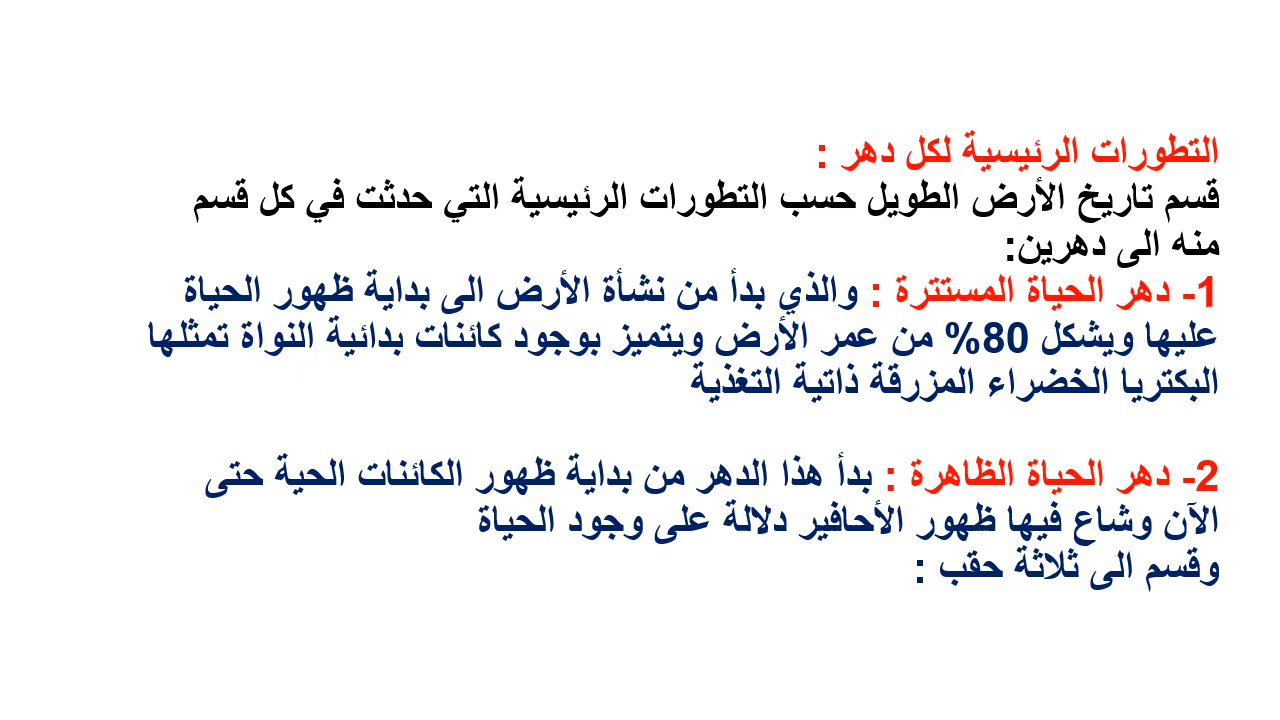 التطورات الرئيسية لكل دهر :
قسم تاريخ الأرض الطويل حسب التطورات الرئيسية التي حدثت في كل قسم
منه الى دهرين:
1- دهر الحياة المستترة : والذي بدأ من نشأة الأرض الى بداية ظهور الحياة
عليها ويشكل 80% من عمر الأرض ويتميز بوجود كائنات بدائية النواة تمثلها
البكتريا الخضراء المزرقة ذاتية التغذية
2- دهر الحياة الظاهرة : بدأ هذا الدهر من بداية ظهور الكائنات الحية حتى
الآن وشاع فيها ظهور الأحافير دلالة على وجود الحياة
وقسم الى ثلاثة حقب :